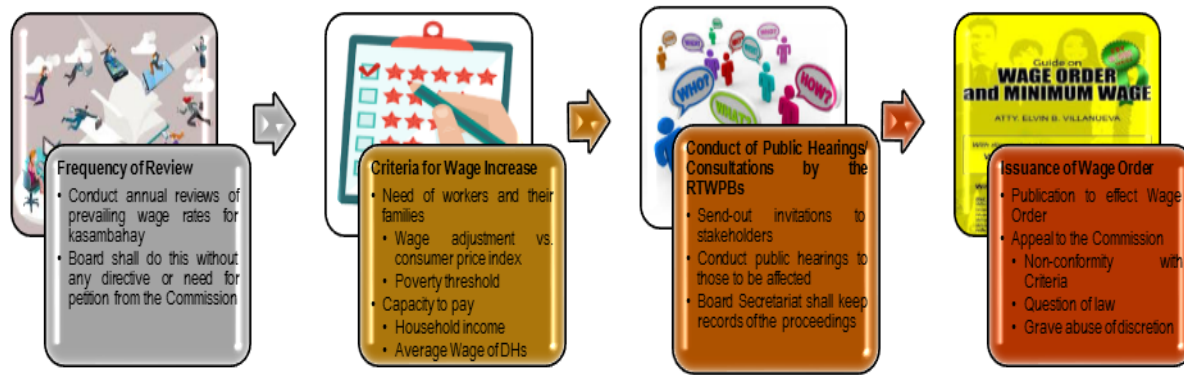 Frequency of Review
• Conduct annual reviews of
prevailing wage rates for
kasambahay
• Board shall do this without
any directive or need for
petition from the Commission
Criteria for Wage Increase
• Need of workers and their
families
• Wage adjustment vs.
consumer price index
• Poverty threshold
• Capacity to pay
• Household income
• Average Wage of DHs
WHO?
WHAT?
HOW?
Conduct of Public Hearings/
Consultations by the
RTWPBs
• Send-out invitations to
stakeholders
• Conduct public hearings to
those to be affected
• Board Secretariat shall keep
records of the proceedings
Guide on
WAGE ORDER
and MINIMUM WAGE
ATTY. ELVIN B. VILLANUEVA
Issuance of Wage Order
• Publication to effect Wage
Order
• Appeal to the Commission
• Non-conformity with
Criteria
• Question of law
• Grave abuse of discretion